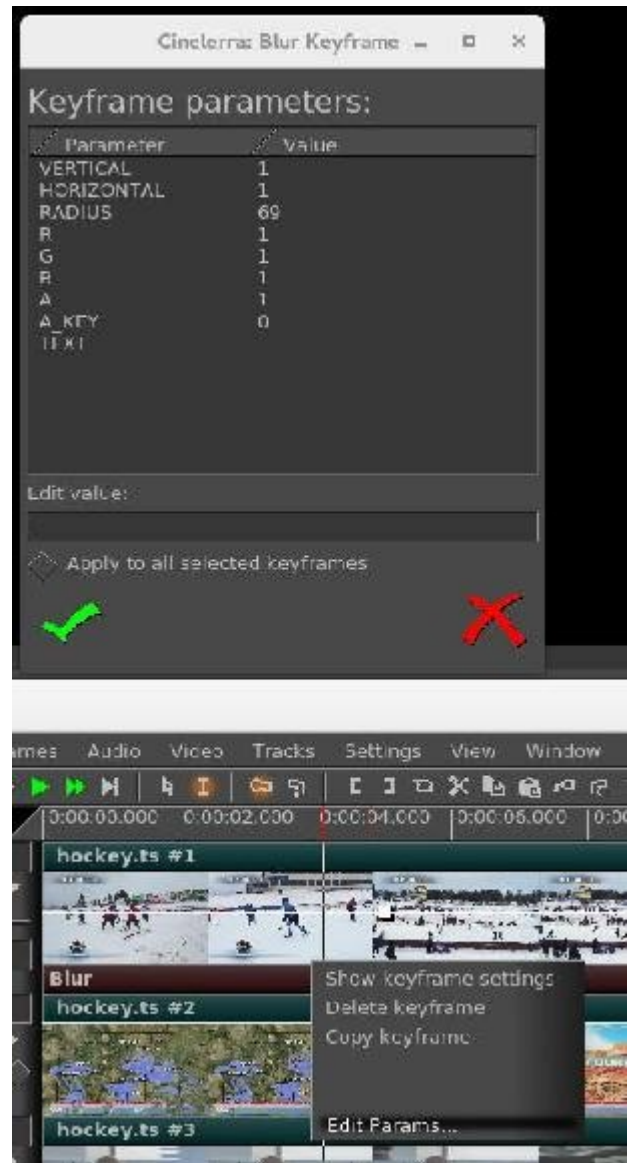 Cinelerra: Blur Keyframe
Keyframe parameters:
Parameter Value
VERTICAL 1
HORIZONTAL 1
RADIUS 69
R 1
G 1
B 1
A 1
A_KEY 0
TEXT
Edit value:
Apply to all selected keyframes
Audio Video Tracks Settings View Window
0:00:00.000 0:00:02.000 0:00:04.000 0:00:06.000
hockey.ts #1
Blur
Show keyframe settings
hockey.ts #2
Delete keyframe
Copy keyframe
Edit Params...
hockey.ts #3